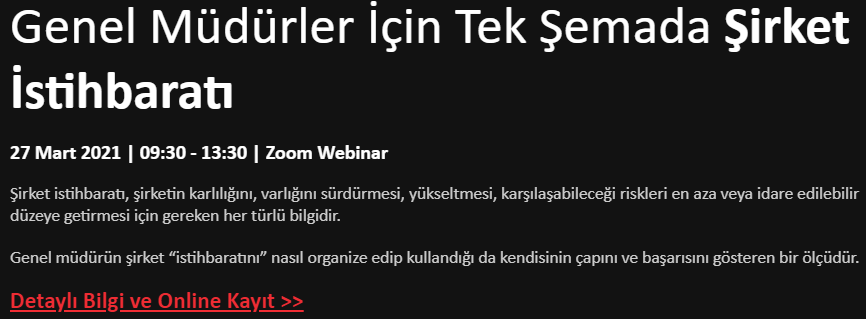 Genel Müdürler İçin Tek Şemada Şirket
İstihbaratı
27 Mart 2021 | 09:30 - 13:30 | Zoom Webinar
Şirket istihbaratı, şirketin karlılığını, varlığını sürdürmesi, yükseltmesi, karşılaşabileceği riskleri en aza veya idare edilebilir
düzeye getirmesi için gereken her türlü bilgidir.
Genel müdürün şirket “istihbaratını” nasıl organize edip kullandığı da kendisinin çapını ve başarısını gösteren bir ölçüdür.
Detaylı Bilgi ve Online Kayıt >>